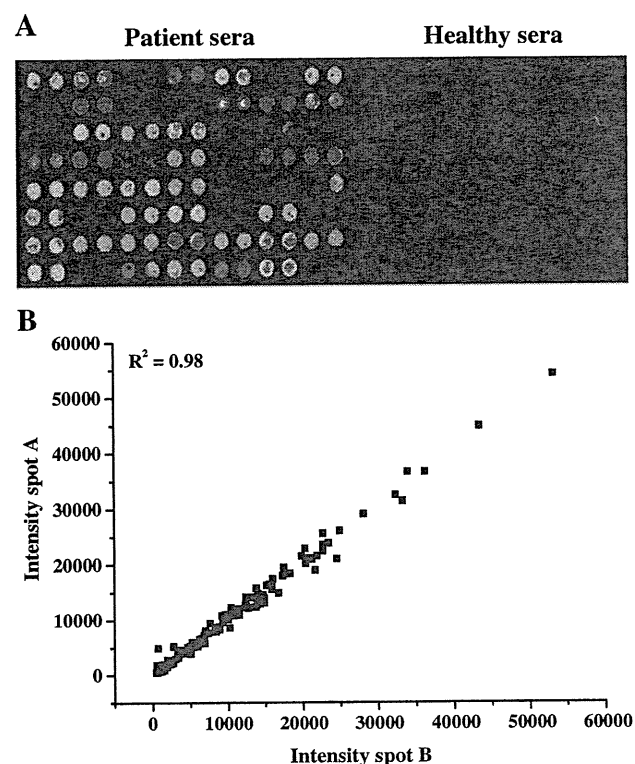 A
Patient sera
Healthy sera
B
60000
50000
40000
30000
20000
10000
0
R² = 0.98
Intensity spot A
0 10000 20000 30000 40000 50000 60000
Intensity spot B